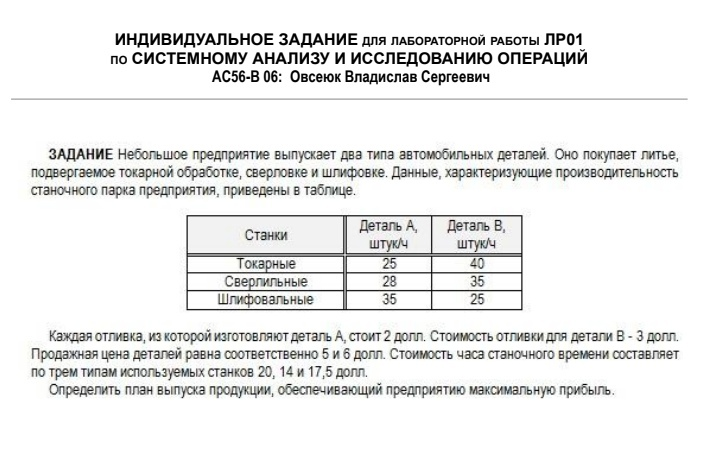 ИНДИВИДУАЛЬНОЕ ЗАДАНИЕ ДЛЯ ЛАБОРАТОРНОЙ РАБОТЫ ЛР01
ПО СИСТЕМНОМУ АНАЛИЗУ И ИССЛЕДОВАНИЮ ОПЕРАЦИЙ
АС56-В 06: Овсеюк Владислав Сергеевич
ЗАДАНИЕ Небольшое предприятие выпускает два типа автомобильных деталей. Оно покупает литье,
подвергаемое токарной обработке, сверловке и шлифовке. Данные, характеризующие производительность
станочного парка предприятия, приведены в таблице.
Станки Деталь А, штук/ч Деталь В, штук/ч
Токарные 25 40
Сверлильные 28 35
Шлифовальные 35 25
Каждая отливка, из которой изготовляют деталь А, стоит 2 долл. Стоимость отливки для детали В - 3 долл.
Продажная цена деталей равна соответственно 5 и 6 долл. Стоимость часа станочного времени составляет
по трем типам используемых станков 20, 14 и 17,5 долл.
Определить план выпуска продукции, обеспечивающий предприятию максимальную прибыль.